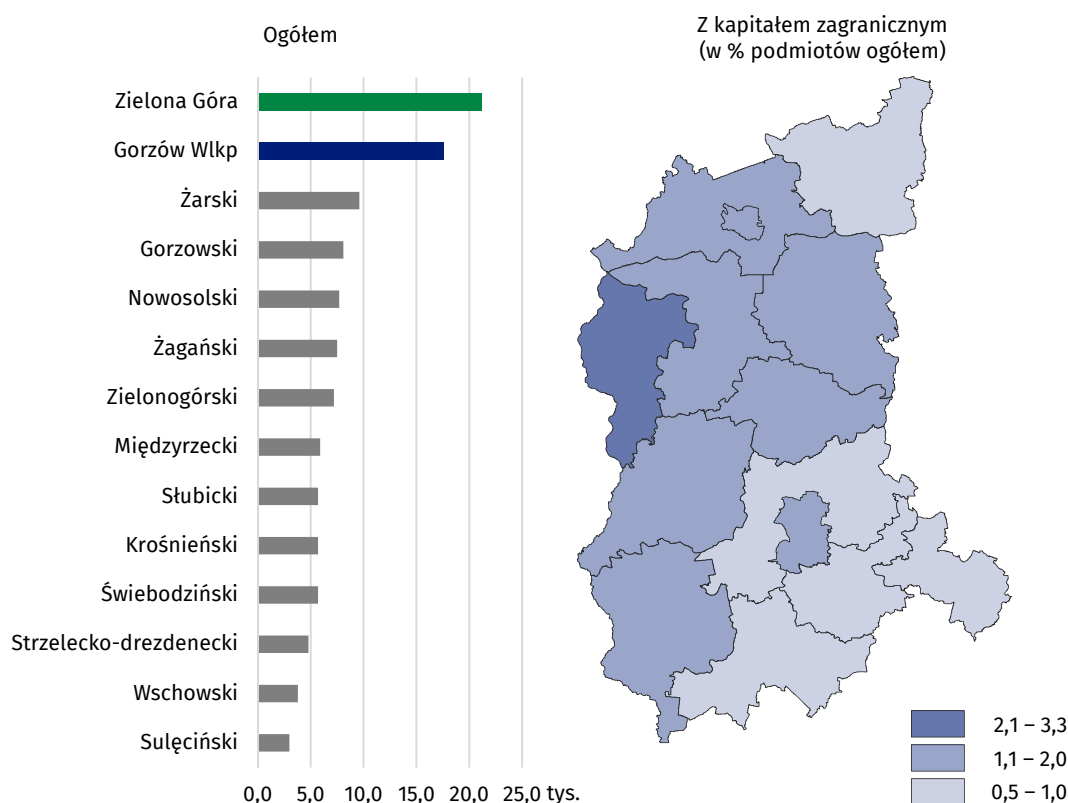 Ogółem
Zielona Góra
Gorzów Wlkp
Żarski
Gorzowski
Nowosolski
Żagański
Zielonogórski
Międzyrzecki
Słubicki
Krośnieński
Świebodziński
Strzelecko-drezdenecki
Wschowski
Sulęciński
0,0 5,0 10,0 15,0 20,0 25,0 tys.
Z kapitałem zagranicznym
(w % podmiotów ogółem)
2,1 – 3,3
1,1 – 2,0
0,5 – 1,0